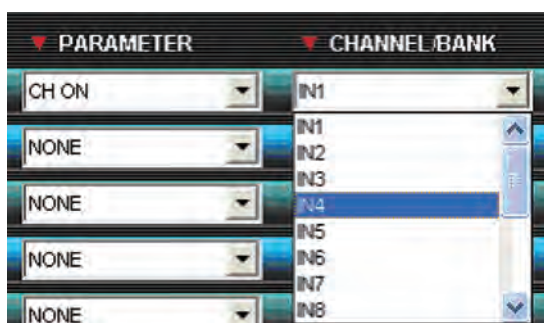 PARAMETER CHANNEL/BANK
CH ON IN1
IN1
NONE IN2
IN3
NONE IN4
IN5
NONE IN6
IN7
NONE IN8